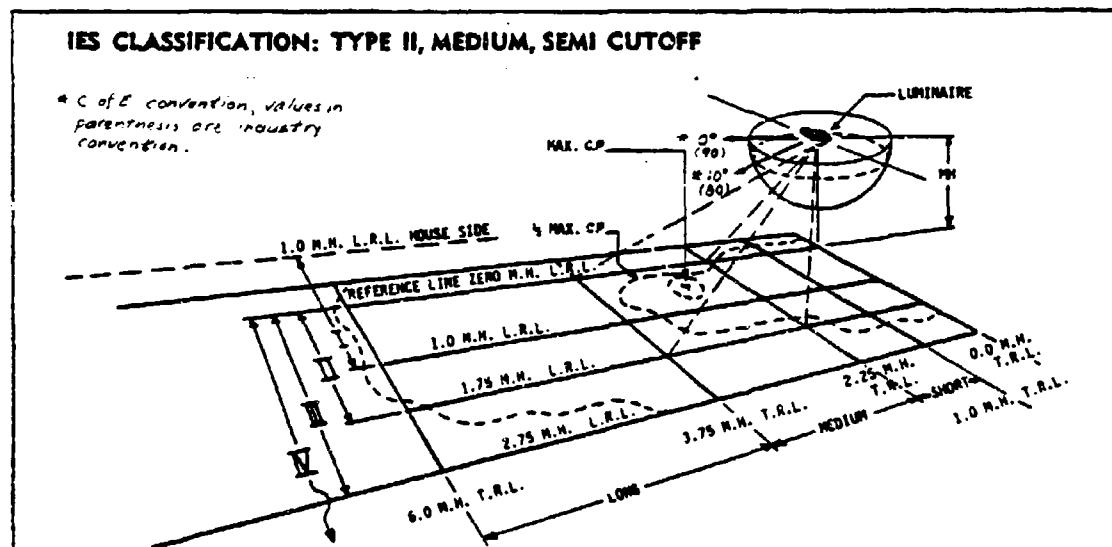 IES CLASSIFICATION: TYPE II, MEDIUM, SEMI CUTOFF
* C of E convention, values in
parenthesis are industry
convention.
LUMINAIRE
MAX. C.P.
* 0°
(90)
* 10°
(80)
MH
1.0 M.H. L.R.L. HOUSE SIDE
½ MAX. C.P.
REFERENCE LINE ZERO M.H. L.R.L.
1.0 M.H. L.R.L.
1.75 M.H. L.R.L.
2.75 M.H. L.R.L.
I
II
III
IV
0.0 M.H.
T.R.L.
2.25 M.H.
T.R.L.
SHORT
1.0 M.H. T.R.L.
3.75 M.H. T.R.L.
MEDIUM
6.0 M.H. T.R.L.
LONG